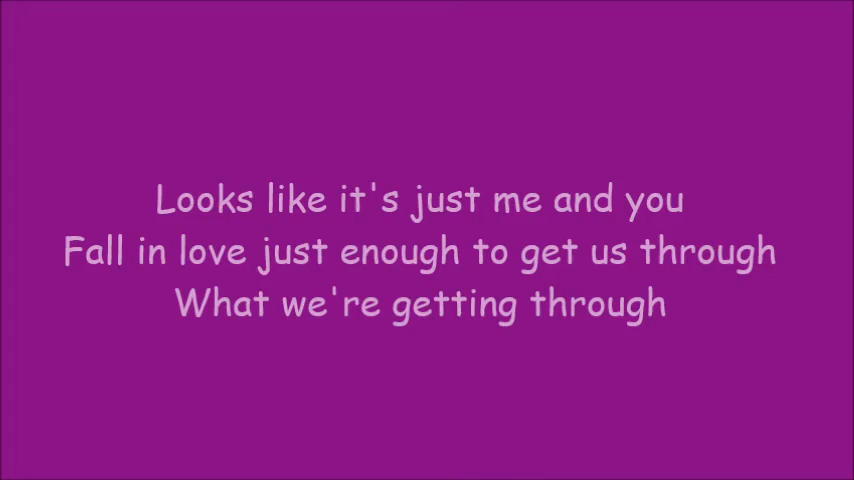 Looks like it's just me and you
Fall in love just enough to get us through
What we're getting through